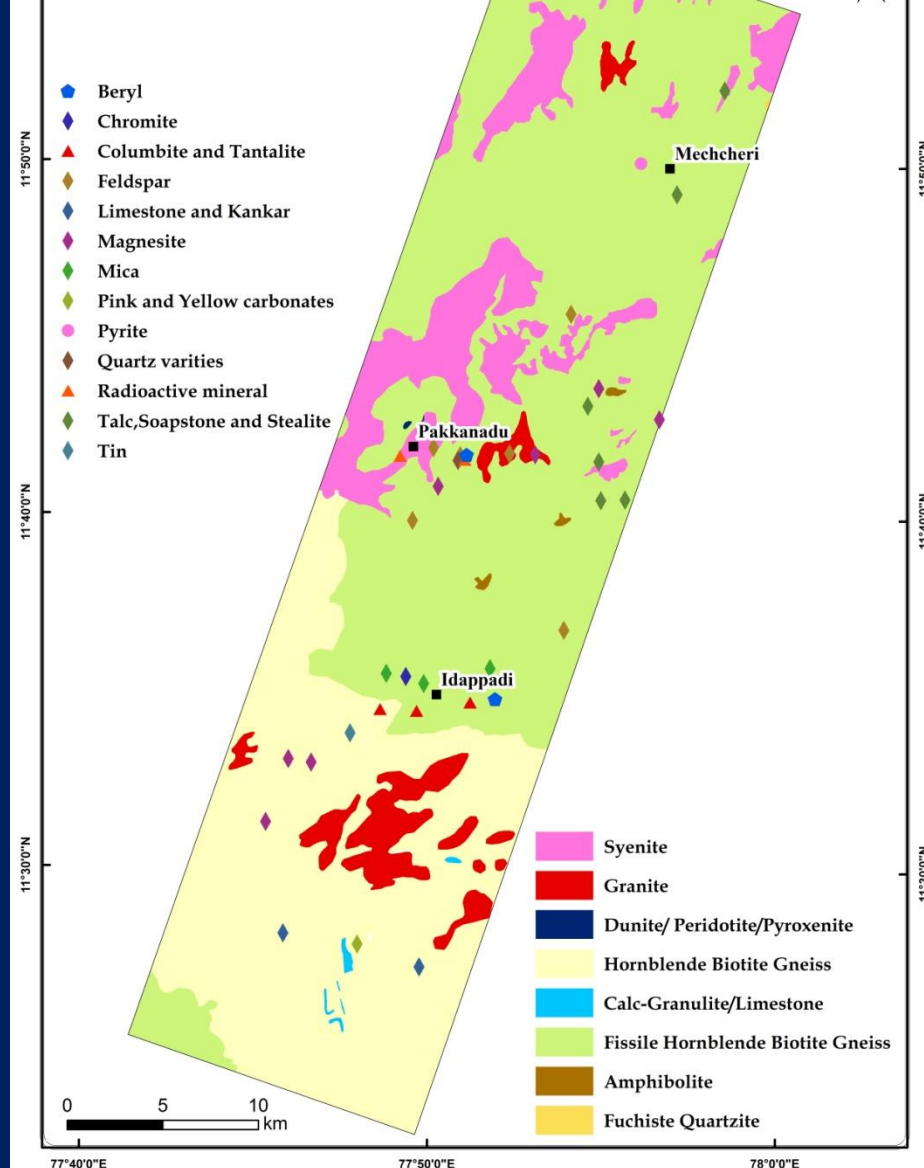 Beryl
Chromite
Columbite and Tantalite
Feldspar
Limestone and Kankar
Magnesite
Mica
Pink and Yellow carbonates
Pyrite
Quartz varities
Radioactive mineral
Talc,Soapstone and Stealite
Tin
Mechcheri
Pakkanadu
Idappadi
11°50'0"N
11°40'0"N
11°30'0"N
Syenite
Granite
Dunite/ Peridotite/Pyroxenite
Hornblende Biotite Gneiss
Calc-Granulite/Limestone
Fissile Hornblende Biotite Gneiss
Amphibolite
Fuchiste Quartzite
0 5 10
km
77°40'0"E 77°50'0"E 78°0'0"E